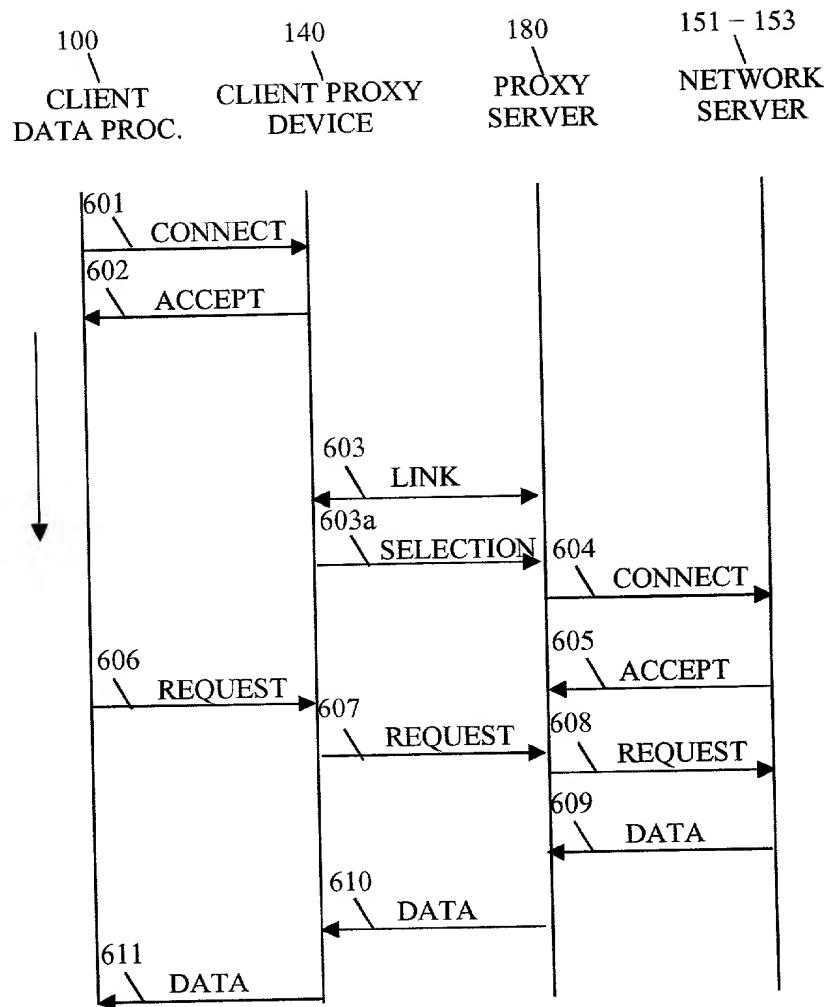 100
140
180
151 – 153
CLIENT
DATA PROC.
CLIENT PROXY
DEVICE
PROXY
SERVER
NETWORK
SERVER
601
CONNECT
602
ACCEPT
603
LINK
603a
SELECTION
604
CONNECT
605
ACCEPT
606
REQUEST
607
REQUEST
608
REQUEST
609
DATA
610
DATA
611
DATA